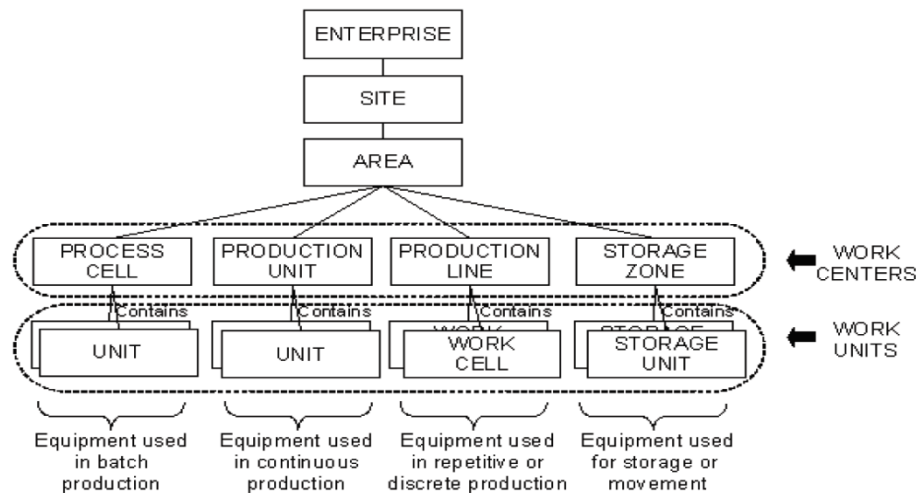 ENTERPRISE
SITE
AREA
PROCESS
CELL
PRODUCTION
UNIT
PRODUCTION
LINE
STORAGE
ZONE
WORK
CENTERS
Contains
Contains
Contains
Contains
UNIT
UNIT
WORK
WORK
CELL
STORAGE
STORAGE
UNIT
WORK
UNITS
Equipment used
in batch
production
Equipment used
in continuous
production
Equipment used
in repetitive or
discrete production
Equipment used
for storage or
movement